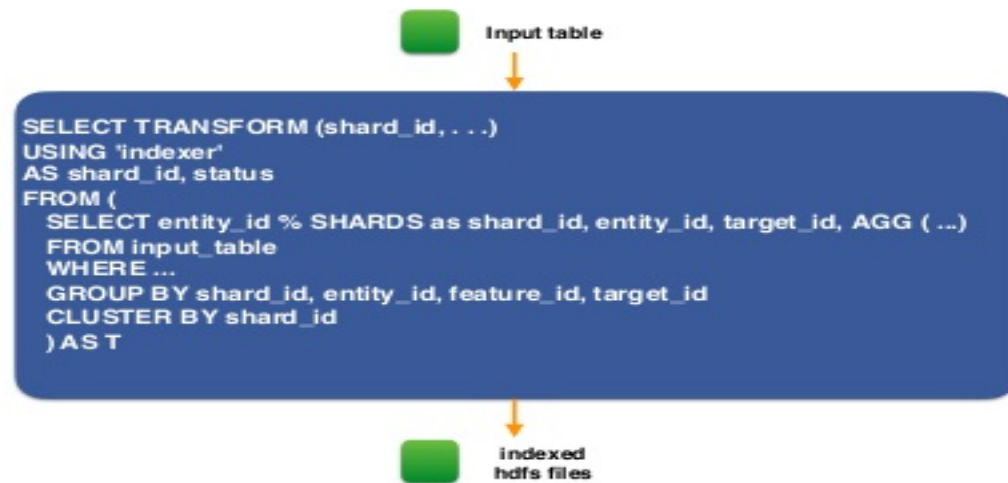 Input table
SELECT TRANSFORM (shard_id, . . .)
USING 'indexer'
AS shard_id, status
FROM (
SELECT entity_id % SHARDS as shard_id, entity_id, target_id, AGG ( ...)
FROM input_table
WHERE ...
GROUP BY shard_id, entity_id, feature_id, target_id
CLUSTER BY shard_id
) AS T
indexed
hdfs files